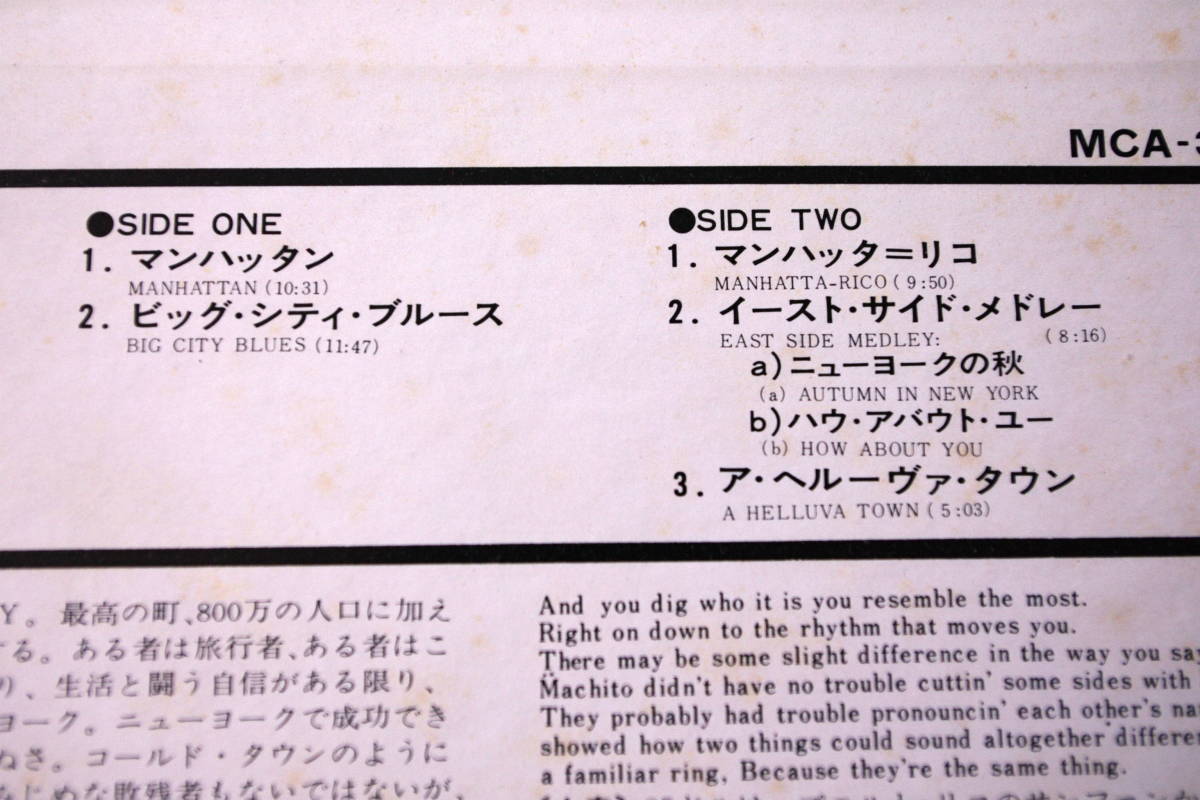 MCA-3
●SIDE ONE
1. マンハッタン
MANHATTAN (10:31)
2. ビッグ・シティ・ブルース
BIG CITY BLUES (11:47)
●SIDE TWO
1. マンハッタ＝リコ
MANHATTA-RICO (9:50)
2. イースト・サイド・メドレー
EAST SIDE MEDLEY: (8:16)
a) ニューヨークの秋
(a) AUTUMN IN NEW YORK
b) ハウ・アバウト・ユー
(b) HOW ABOUT YOU
3. ア・ヘルーヴァ・タウン
A HELLUVA TOWN (5:03)
Y。最高の町、800万の人口に加え
する。ある者は旅行者、ある者はこ
り、生活と闘う自信がある限り、
ヨーク。ニューヨークで成功でき
ぬさ。コールド・タウンのように
みじめな敗残者もないではないが、
And you dig who it is you resemble the most.
Right on down to the rhythm that moves you.
There may be some slight difference in the way you say
Machito didn't have no trouble cuttin' some sides with
They probably had trouble pronouncin' each other's na
showed how two things could sound altogether differe
a familiar ring, Because they're the same thing.